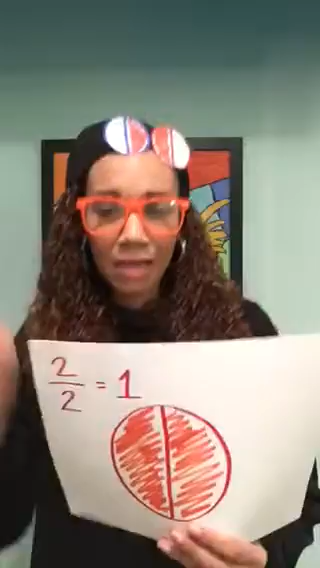 2/2 = 1